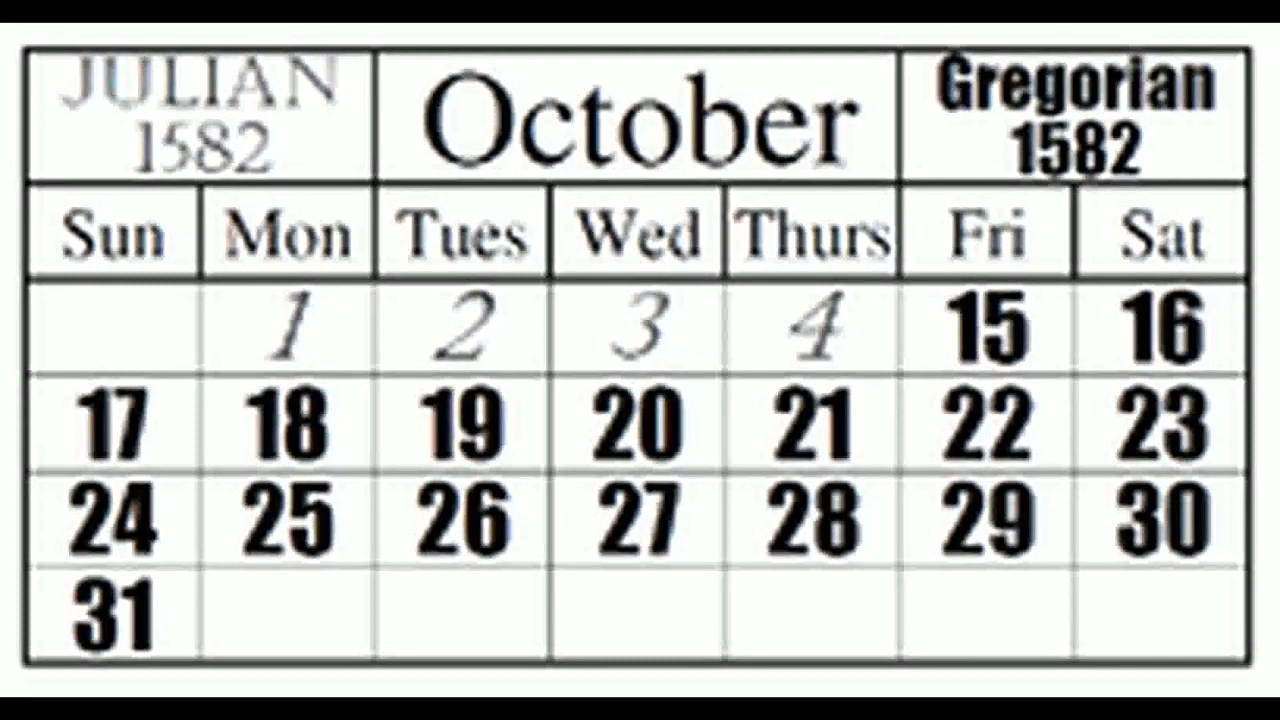 JULIAN
1582
October
Gregorian
1582
Sun Mon Tues Wed Thurs Fri Sat
1 2 3 4 15 16
17 18 19 20 21 22 23
24 25 26 27 28 29 30
31